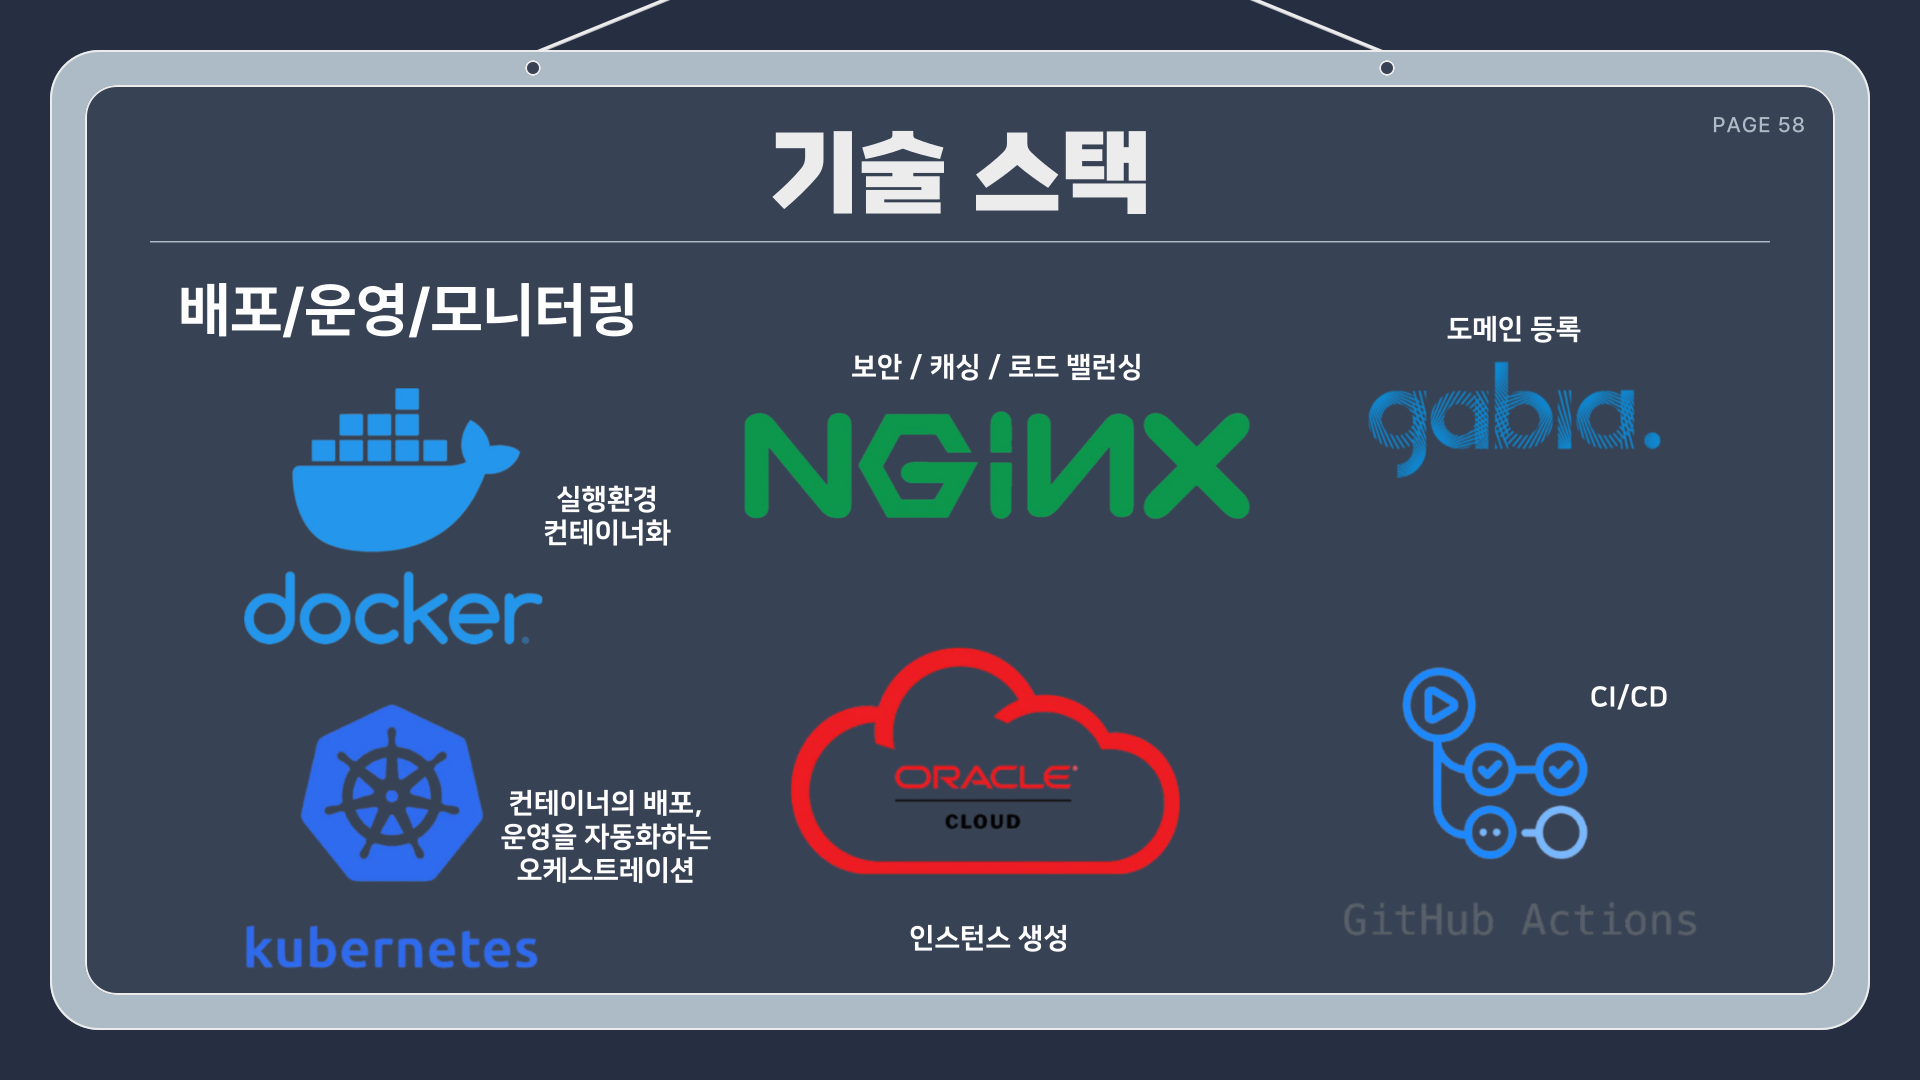 PAGE 58
기술 스택
배포/운영/모니터링
실행환경
컨테이너화
docker
컨테이너의 배포,
운영을 자동화하는
오케스트레이션
kubernetes
보안 / 캐싱 / 로드 밸런싱
NGINX
ORACLE
CLOUD
인스턴스 생성
도메인 등록
gabia.
CI/CD
GitHub Actions